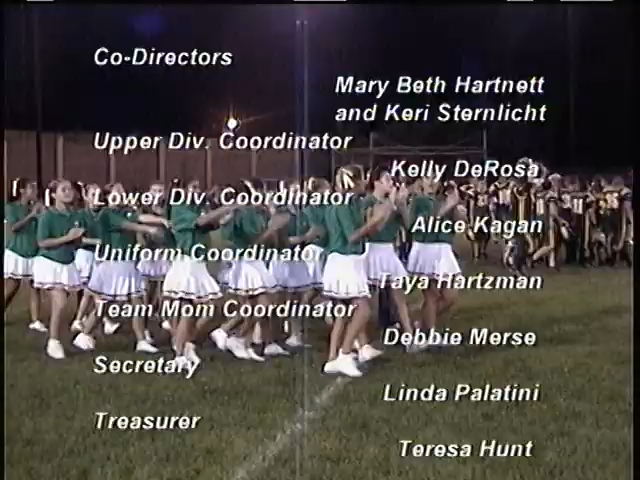 Co-Directors
Mary Beth Hartnett
and Keri Sternlicht
Upper Div. Coordinator
Kelly DeRosa
Lower Div. Coordinator
Alice Kagan
Uniform Coordinator
Taya Hartzman
Team Mom Coordinator
Debbie Merse
Secretary
Linda Palatini
Treasurer
Teresa Hunt